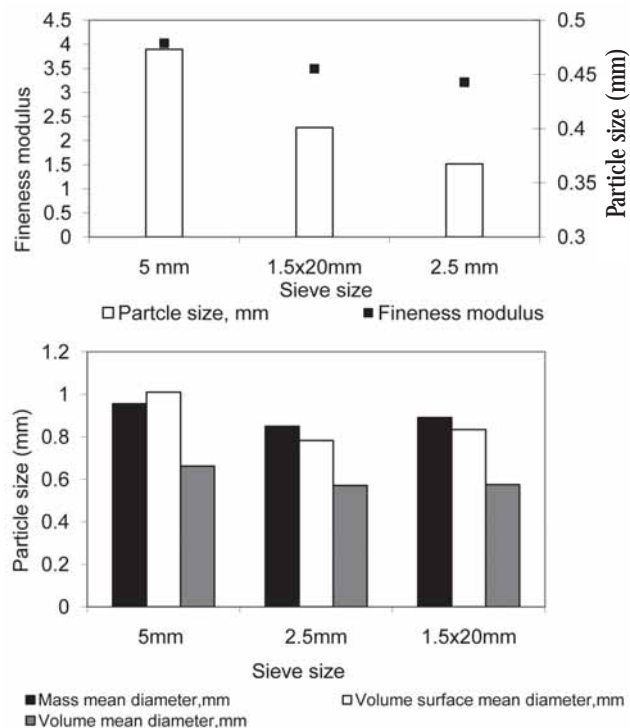 4.5
4
3.5
3
2.5
2
1.5
1
0.5
0
Fineness modulus
0.5
0.45
0.4
0.35
0.3
Particle size (mm)
5 mm 1.5x20mm 2.5 mm
Sieve size
Partcle size, mm Fineness modulus
1.2
1
0.8
0.6
0.4
0.2
0
Particle size (mm)
5mm 2.5mm 1.5x20mm
Sieve size
Mass mean diameter,mm Volume surface mean diameter,mm
Volume mean diameter,mm